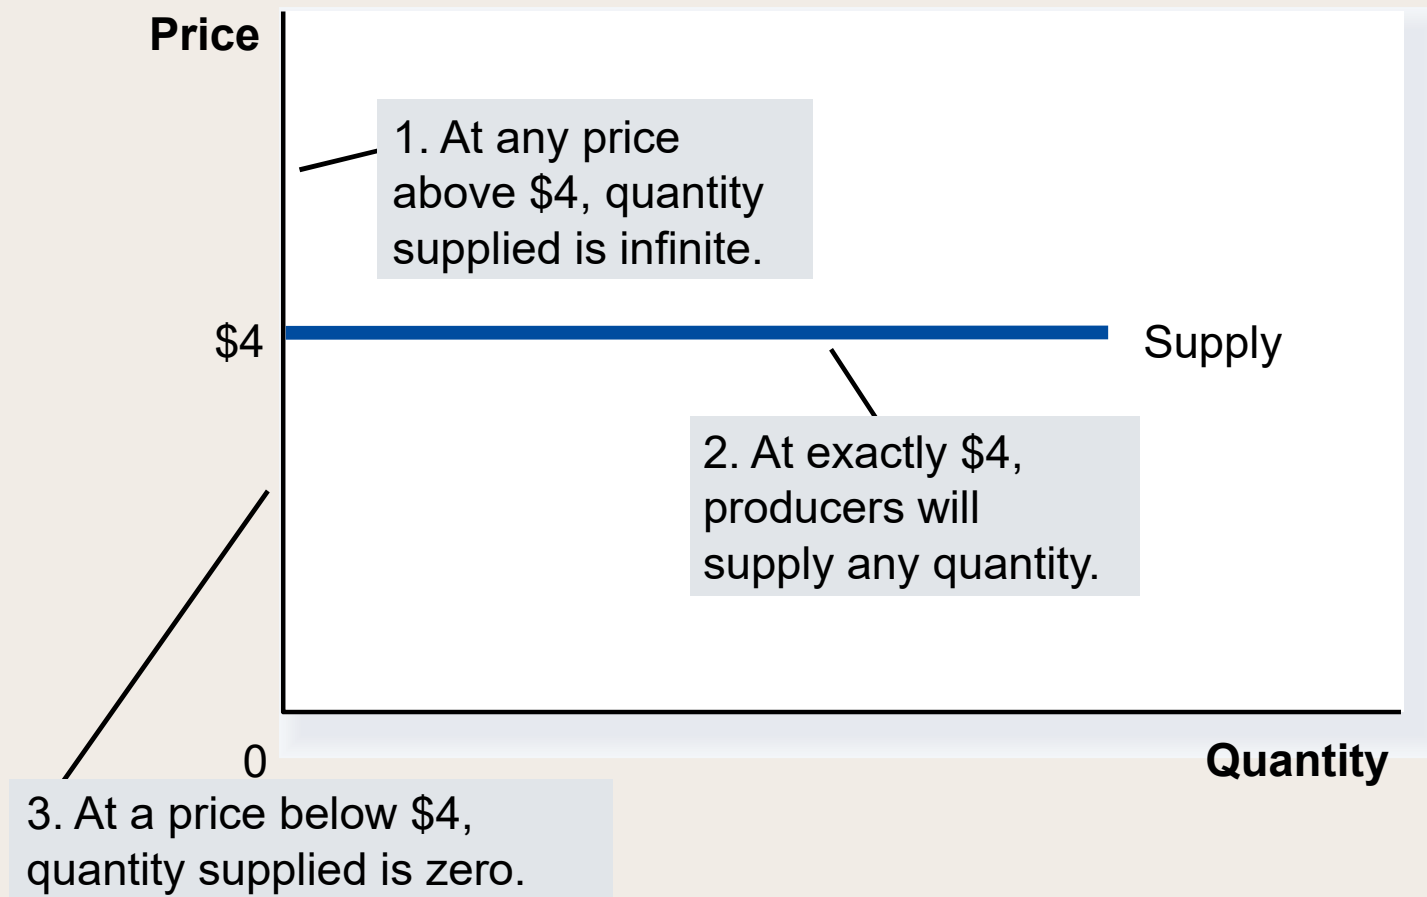 Price
1. At any price
above $4, quantity
supplied is infinite.
$4
Supply
2. At exactly $4,
producers will
supply any quantity.
0
Quantity
3. At a price below $4,
quantity supplied is zero.